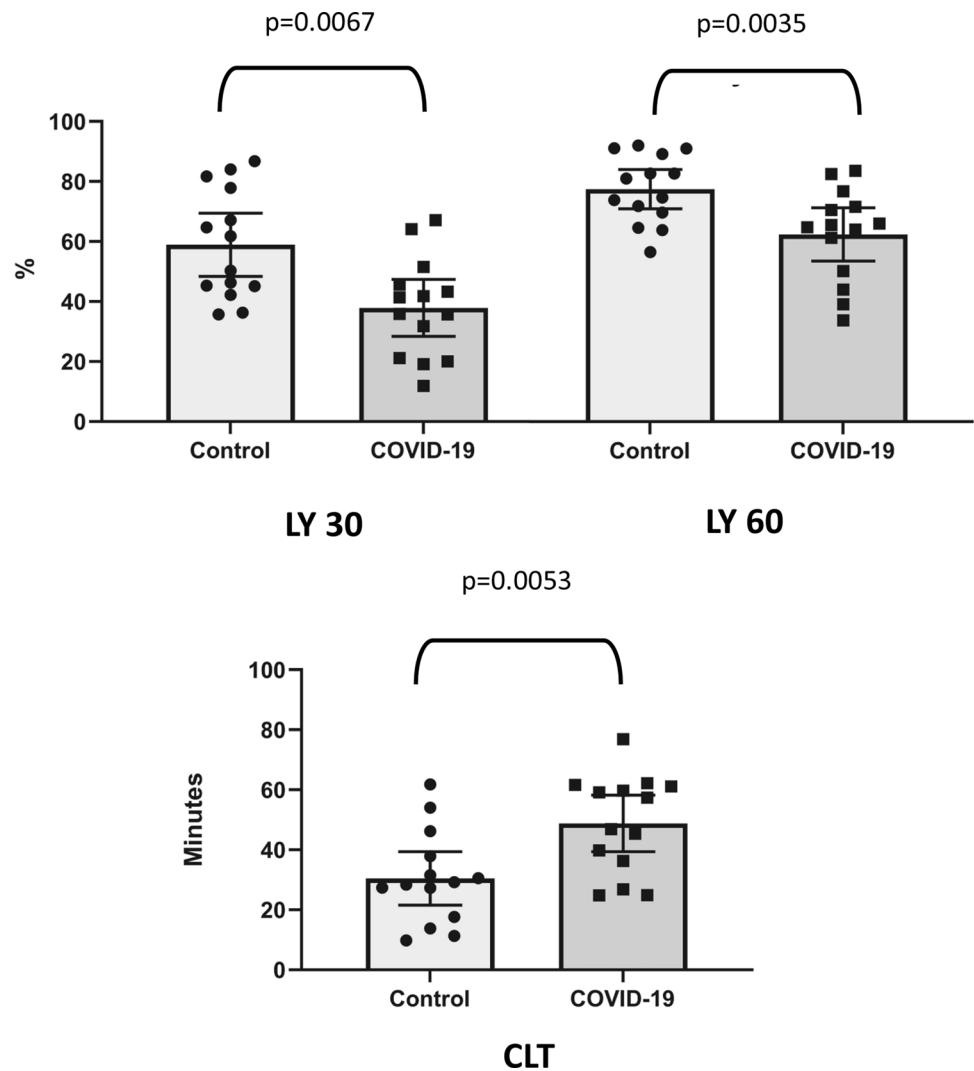 p=0.0067
p=0.0035
100
80
60
40
20
0
%
Control
COVID-19
Control
COVID-19
LY 30
LY 60
p=0.0053
100
80
60
40
20
0
Minutes
Control
COVID-19
CLT